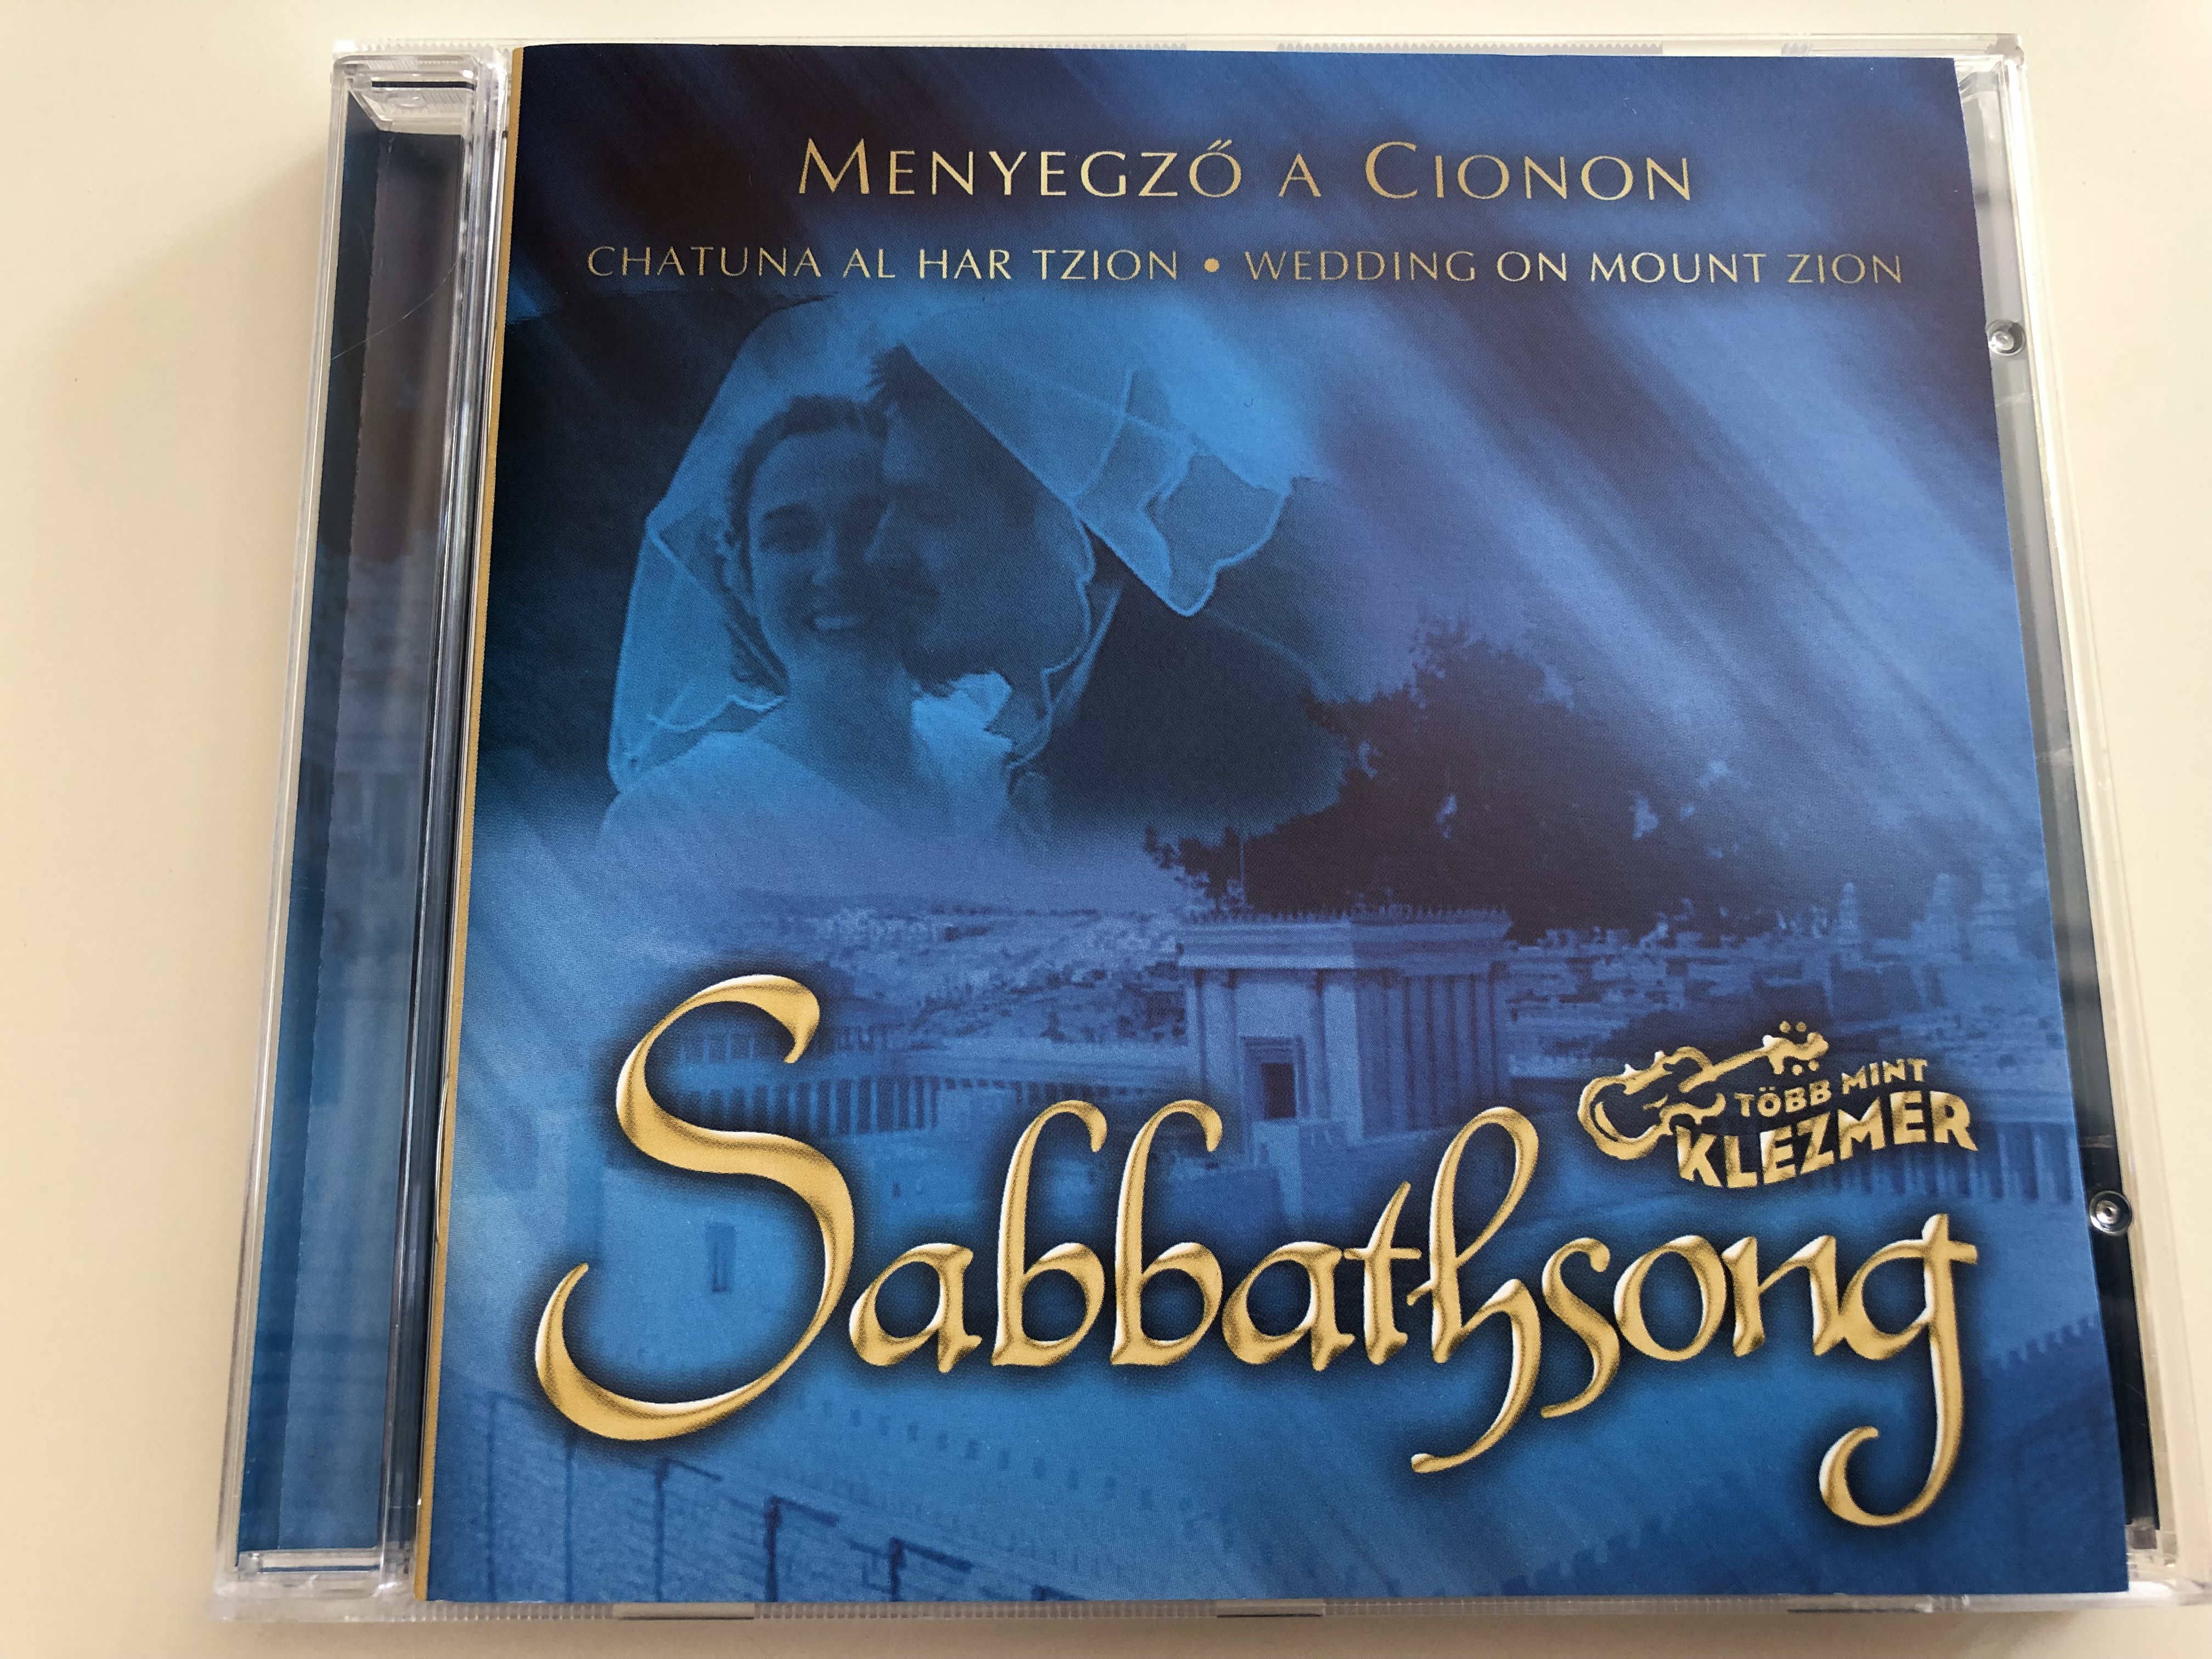 MENYEGZŐ A CIONON
CHATUNA AL HAR TZION • WEDDING ON MOUNT ZION
TÖBB MINT
KLEZMER
Sabbathsong